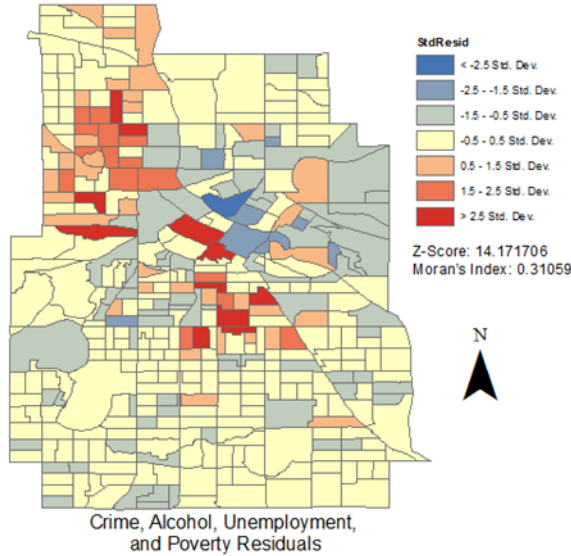 StdResid
< -2.5 Std. Dev.
-2.5 - -1.5 Std. Dev.
-1.5 - -0.5 Std. Dev.
-0.5 - 0.5 Std. Dev.
0.5 - 1.5 Std. Dev.
1.5 - 2.5 Std. Dev.
> 2.5 Std. Dev.
Z-Score: 14.171706
Moran's Index: 0.31059
N
Crime, Alcohol, Unemployment,
and Poverty Residuals